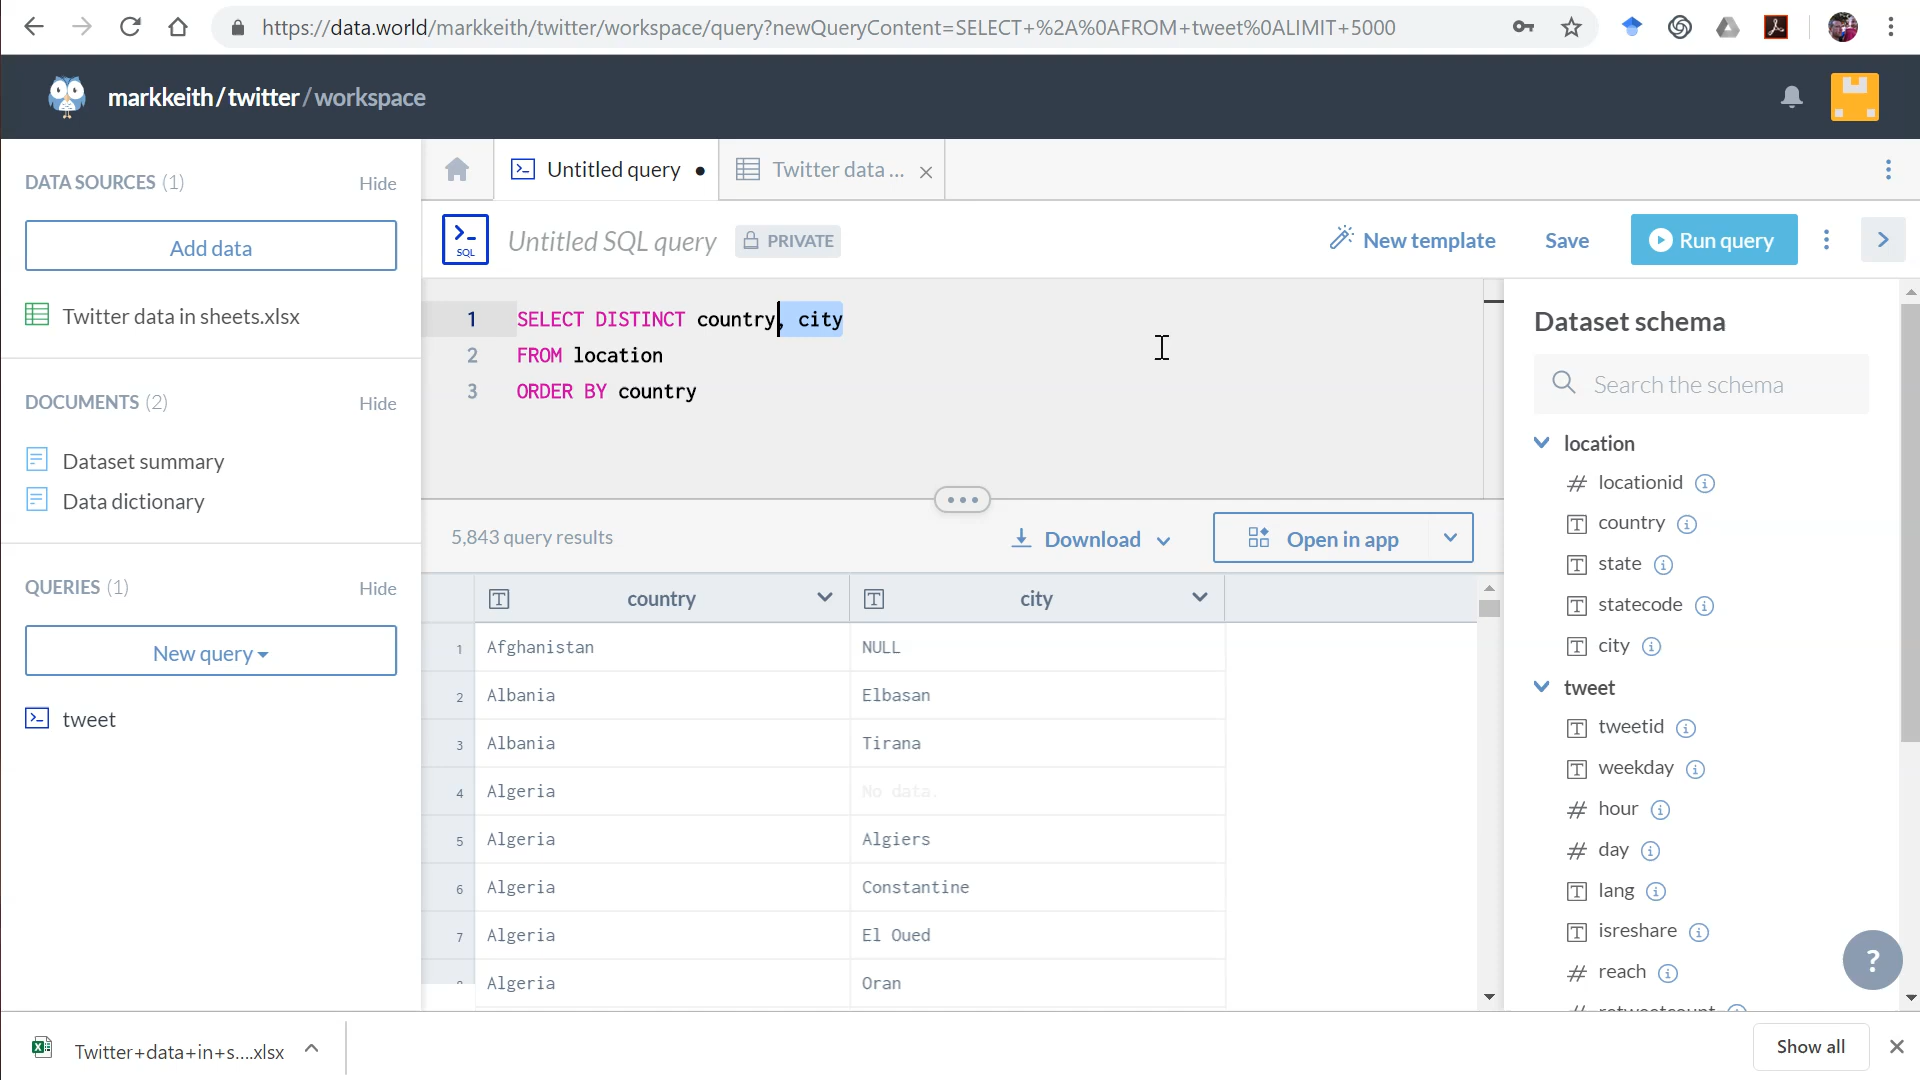 https://data.world/markkeith/twitter/workspace/query?newQueryContent=SELECT+%2A%0AFROM+tweet%0ALIMIT+5000
markkeith/twitter/workspace
DATA SOURCES (1)
Hide
Add data
Twitter data in sheets.xlsx
DOCUMENTS (2)
Hide
Dataset summary
Data dictionary
QUERIES (1)
Hide
New query
tweet
Untitled query
Twitter data ...
SQL
Untitled SQL query
PRIVATE
New template
Save
Run query
1 SELECT DISTINCT country, city
2 FROM location
3 ORDER BY country
5,843 query results
Download
Open in app
country city
1 Afghanistan NULL
2 Albania Elbasan
3 Albania Tirana
4 Algeria No data.
5 Algeria Algiers
6 Algeria Constantine
7 Algeria El Oued
Algeria Oran
Dataset schema
Search the schema
location
# locationid
T country
T state
T statecode
T city
tweet
T tweetid
T weekday
# hour
# day
T lang
T isreshare
# reach
# retweetcount
?
Twitter+data+in+s....xlsx
Show all